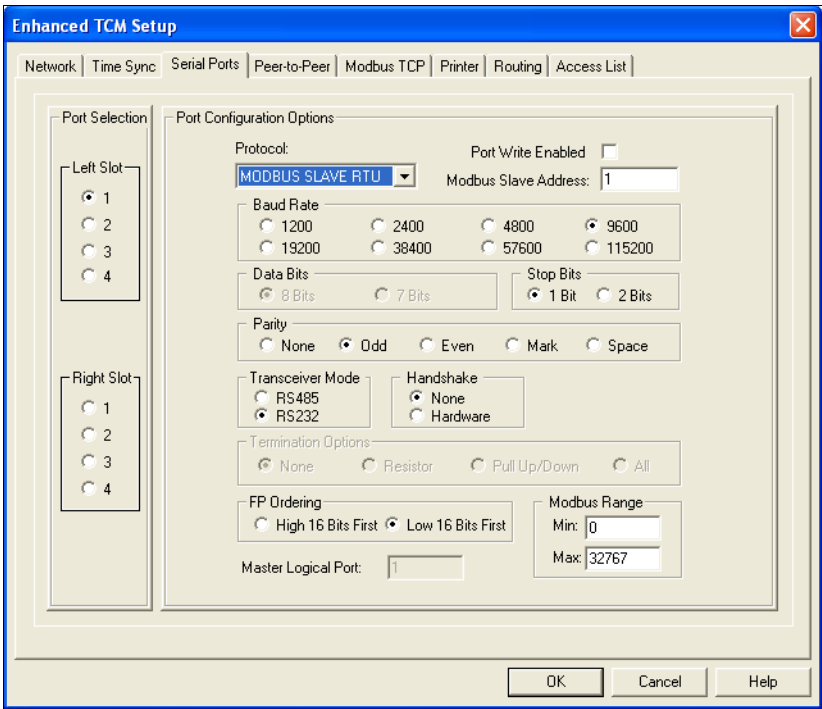 Enhanced TCM Setup
Network Time Sync Serial Ports Peer-to-Peer Modbus TCP Printer Routing Access List
Port Selection
Left Slot
1
2
3
4
Right Slot
1
2
3
4
Port Configuration Options
Protocol:
MODBUS SLAVE RTU
Port Write Enabled
Modbus Slave Address: 1
Baud Rate
1200 2400 4800 9600
19200 38400 57600 115200
Data Bits
8 Bits 7 Bits
Stop Bits
1 Bit 2 Bits
Parity
None Odd Even Mark Space
Transceiver Mode
RS485
RS232
Handshake
None
Hardware
Termination Options
None Resistor Pull Up/Down All
FP Ordering
High 16 Bits First Low 16 Bits First
Modbus Range
Min: 0
Max: 32767
Master Logical Port: 1
OK Cancel Help